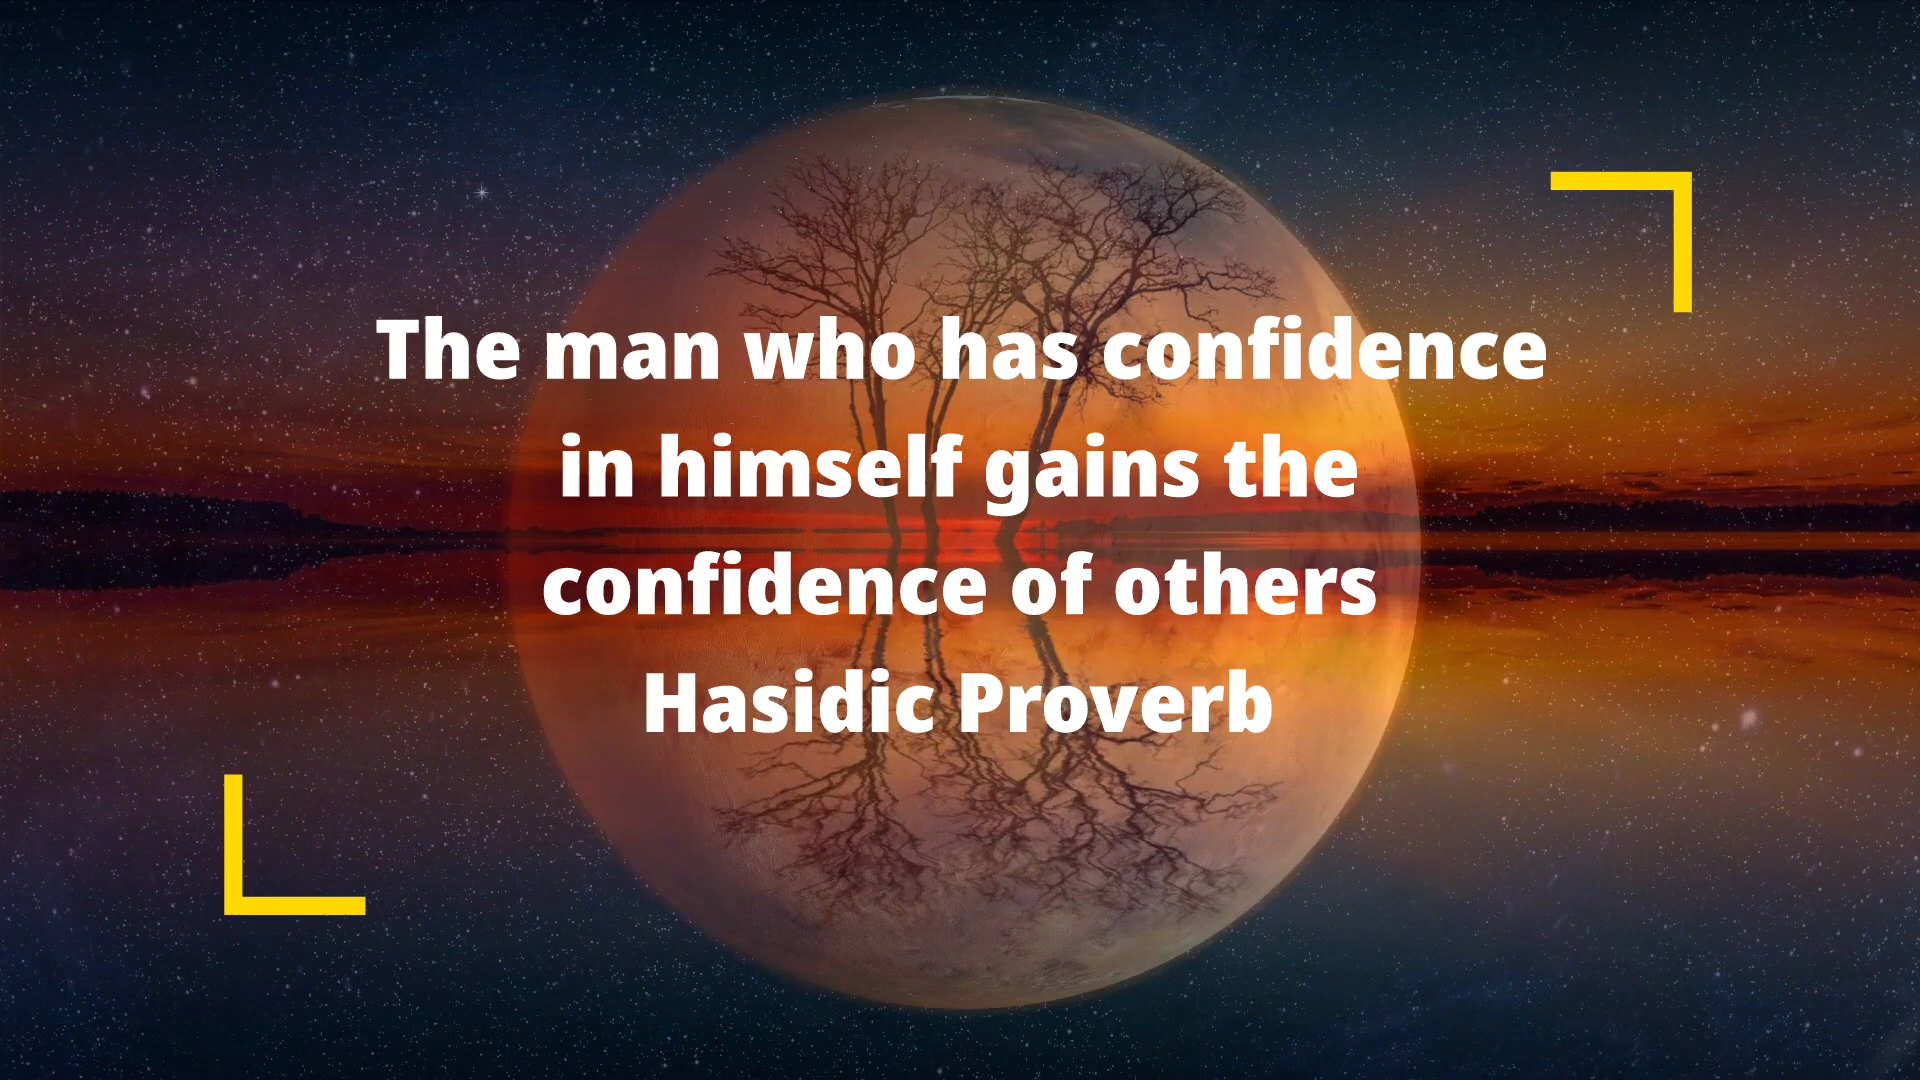 The man who has confidence
in himself gains the
confidence of others
Hasidic Proverb